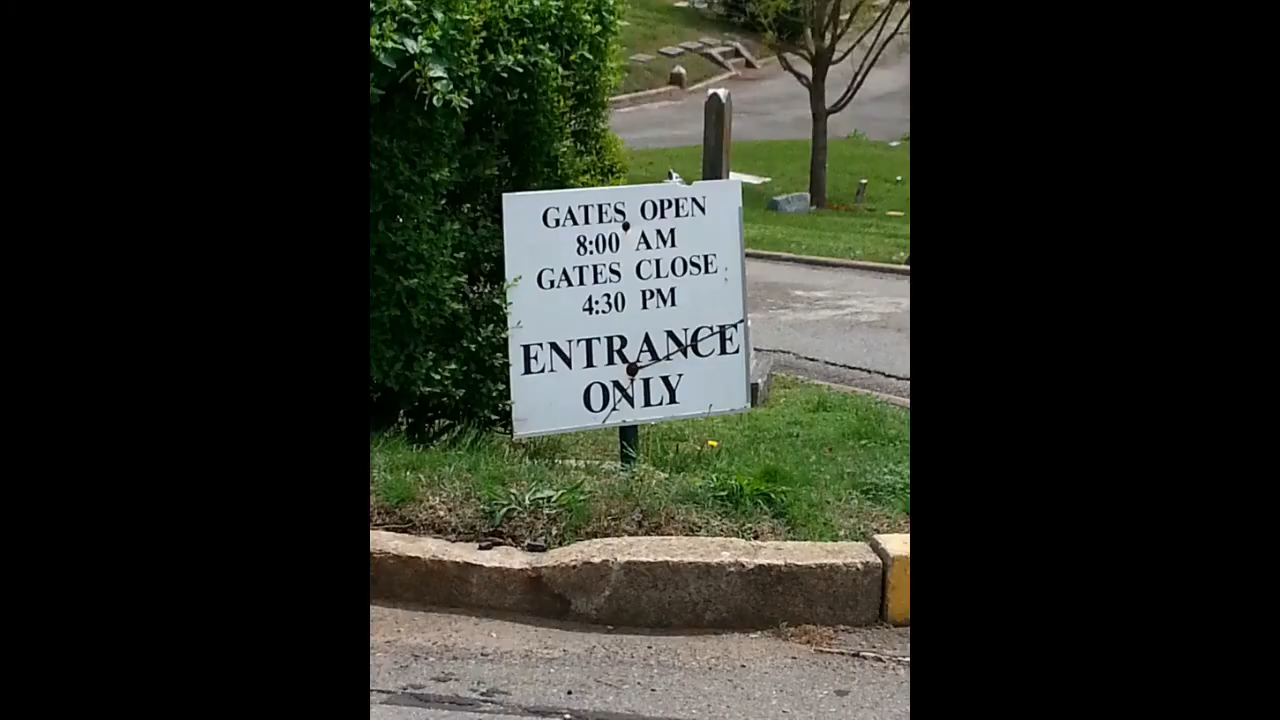 GATES OPEN
8:00 AM
GATES CLOSE
4:30 PM
ENTRANCE
ONLY